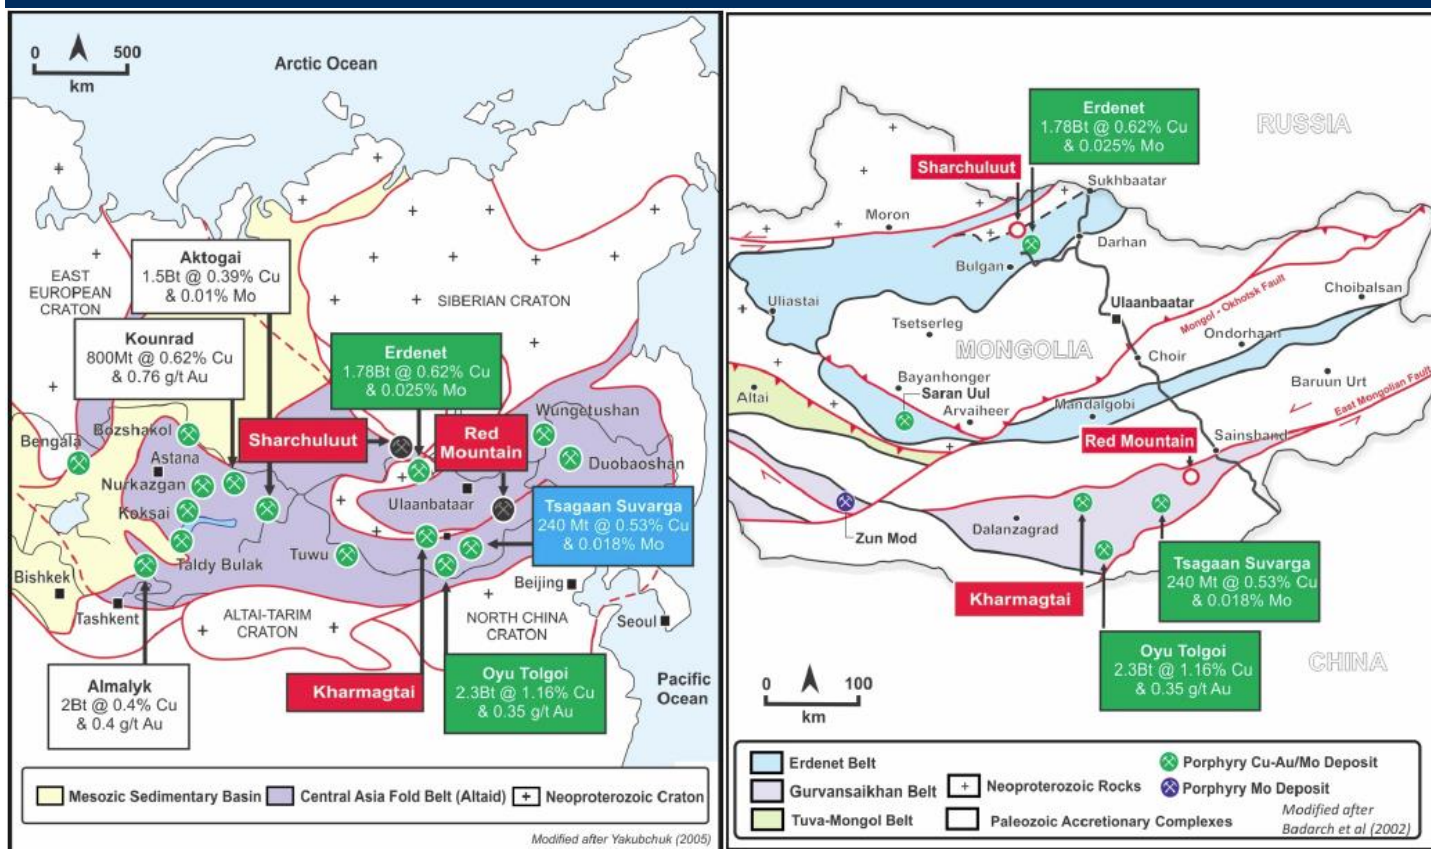 0
500
km
Arctic Ocean
Aktogai
1.5Bt @ 0.39% Cu
& 0.01% Mo
EAST
EUROPEAN
CRATON
SIBERIAN CRATON
Kounrad
800Mt @ 0.62% Cu
& 0.76 g/t Au
Erdenet
1.78Bt @ 0.62% Cu
& 0.025% Mo
Sharchuluut
Red
Mountain
Wungetushan
Duobaoshan
Bengala
Bozshakol
Astana
Nurkazgan
Koksai
Taldy Bulak
Ulaanbataar
Tsagaan Suvarga
240 Mt @ 0.53% Cu
& 0.018% Mo
Tuwu
Bishkek
Tashkent
Beijing
Seoul
ALTAI-TARIM
CRATON
NORTH CHINA
CRATON
Almalyk
2Bt @ 0.4% Cu
& 0.4 g/t Au
Kharmagtai
Oyu Tolgoi
2.3Bt @ 1.16% Cu
& 0.35 g/t Au
Pacific
Ocean
Mesozic Sedimentary Basin
Central Asia Fold Belt (Altaid)
Neoproterozoic Craton
Modified after Yakubchuk (2005)
Erdenet
1.78Bt @ 0.62% Cu
& 0.025% Mo
RUSSIA
Sharchuluut
Sukhbaatar
Moron
Darhan
Bulgan
Uliastai
Tsetserleg
Ulaanbaatar
Mongol - Okhotsk Fault
Choibalsan
MONGOLIA
Choir
Ondorhaan
Bayanhonger
Saran Uul
Arvaiheer
Altai
Mandalgobi
Baruun Urt
East Mongolian Fault
Red Mountain
Sainshand
Zun Mod
Dalanzagrad
Kharmagtai
Tsagaan Suvarga
240 Mt @ 0.53% Cu
& 0.018% Mo
Oyu Tolgoi
2.3Bt @ 1.16% Cu
& 0.35 g/t Au
CHINA
0
100
km
Erdenet Belt
Gurvansaikhan Belt
Tuva-Mongol Belt
Neoproterozoic Rocks
Paleozoic Accretionary Complexes
Porphyry Cu-Au/Mo Deposit
Porphyry Mo Deposit
Modified after
Badarch et al (2002)